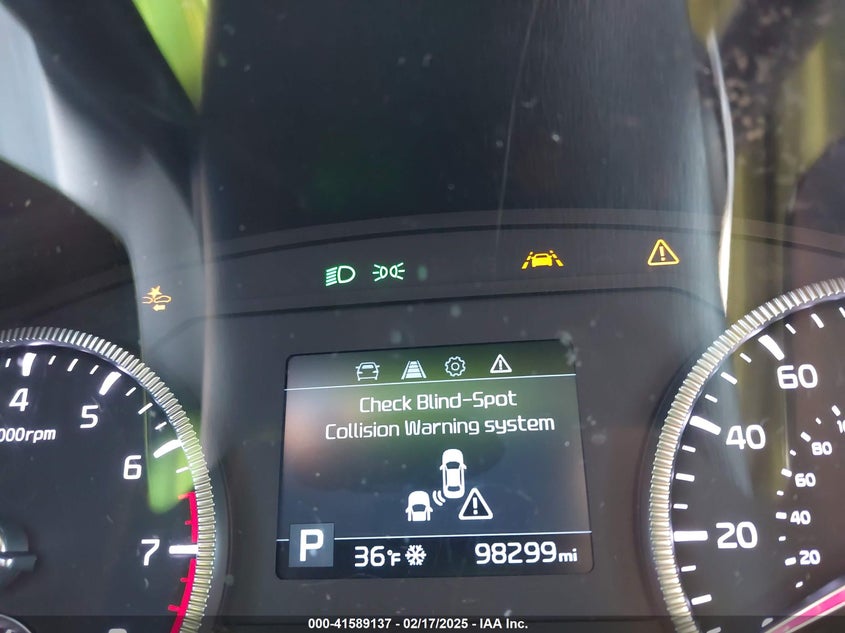 Check Blind-Spot
Collision Warning system
P 36°F 98299mi
4
5
6
7
000rpm
60
40
20
80
60
40
20
000-41589137 - 02/17/2025 - IAA Inc.